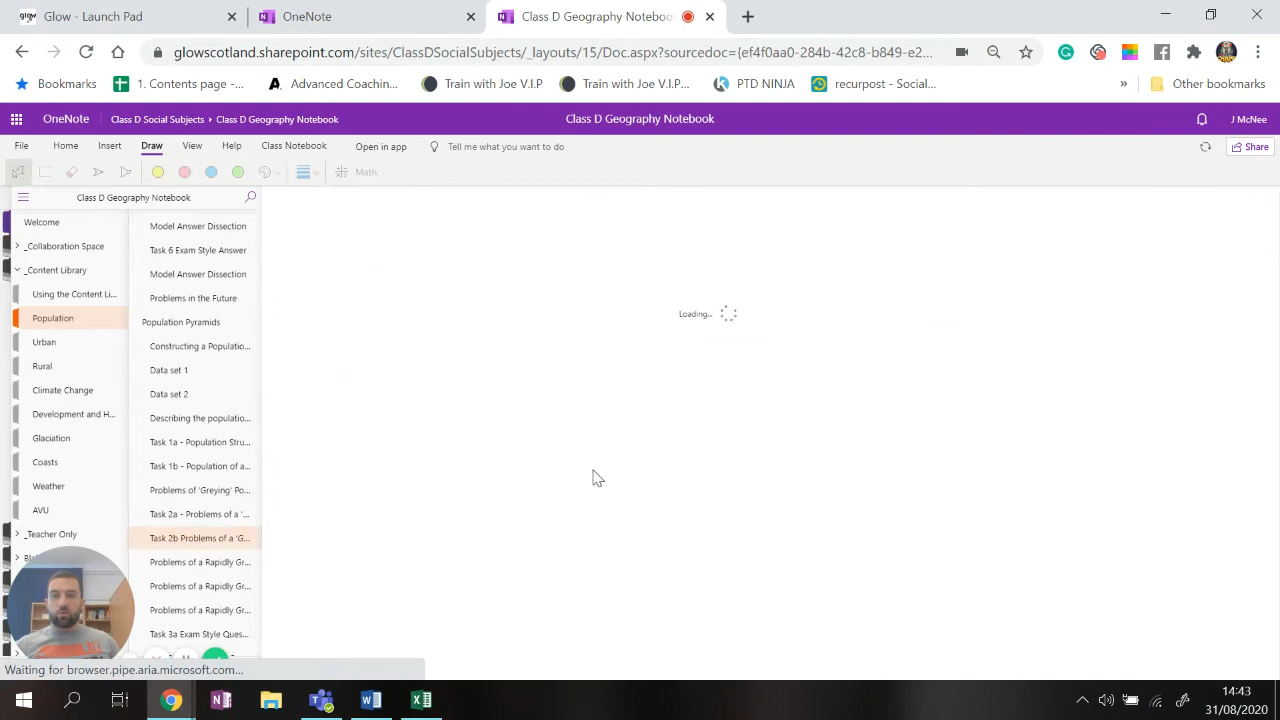 Glow - Launch Pad
OneNote
Class D Geography Notebo
glowscotland.sharepoint.com/sites/ClassDSocialSubjects/_layouts/15/Doc.aspx?sourcedoc={ef4f0aa0-284b-42c8-b849-e2...
Bookmarks
1. Contents page -...
Advanced Coachin...
Train with Joe V.I.P
Train with Joe V.I.P...
PTD NINJA
recurpost - Social...
»
Other bookmarks
OneNote
Class D Social Subjects > Class D Geography Notebook
Class D Geography Notebook
J McNee
File
Home
Insert
Draw
View
Help
Class Notebook
Open in app
Tell me what you want to do
Share
Math
Class D Geography Notebook
Welcome
_Collaboration Space
_Content Library
Using the Content Li...
Population
Urban
Rural
Climate Change
Development and H...
Glaciation
Coasts
Weather
AVU
_Teacher Only
Model Answer Dissection
Task 6 Exam Style Answer
Model Answer Dissection
Problems in the Future
Population Pyramids
Constructing a Populatio...
Data set 1
Data set 2
Describing the populatio...
Task 1a - Population Stru...
Task 1b - Population of a...
Problems of 'Greying' Po...
Task 2a - Problems of a '...
Task 2b Problems of a 'G...
Problems of a Rapidly Gr...
Problems of a Rapidly Gr...
Problems of a Rapidly Gr...
Task 3a Exam Style Ques...
Loading...
Waiting for browser.pipe.aria.microsoft.com...
14:43
31/08/2020